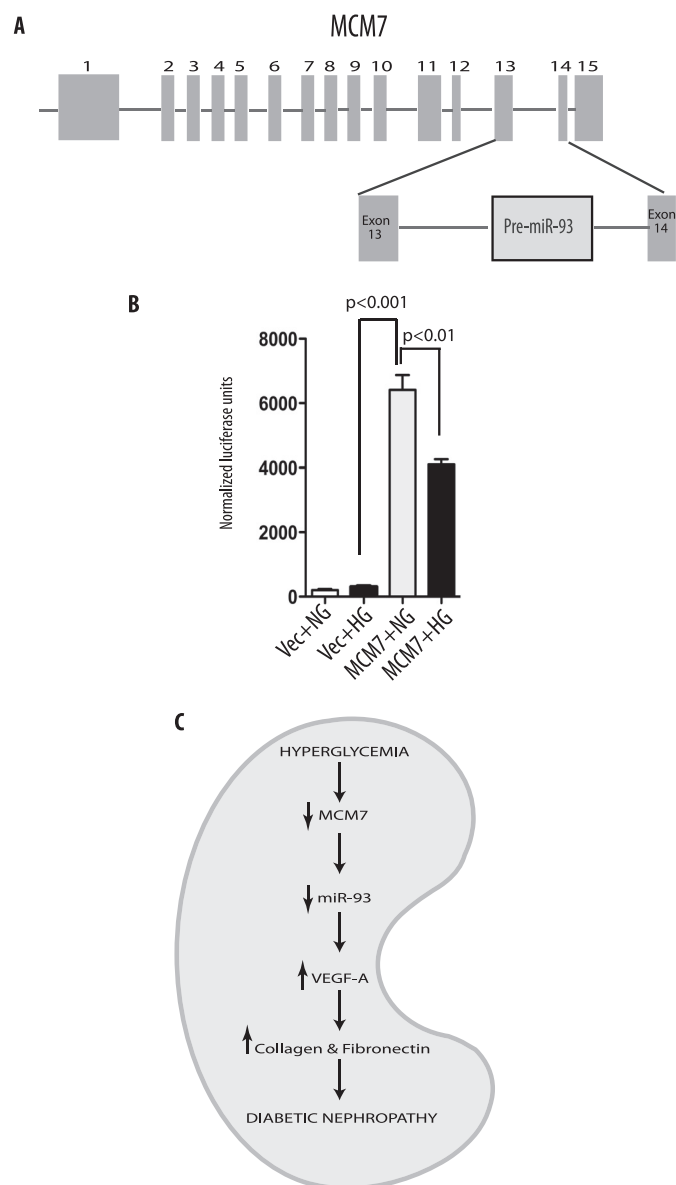 A
MCM7
1 2 3 4 5 6 7 8 9 10 11 12 13 14 15
Exon
13
Pre-miR-93
Exon
14
B
p<0.001
p<0.01
Normalized luciferase units
8000
6000
4000
2000
0
Vec+NG
Vec+HG
MCM7+NG
MCM7+HG
C
HYPERGLYCEMIA
MCM7
miR-93
VEGF-A
Collagen & Fibronectin
DIABETIC NEPHROPATHY